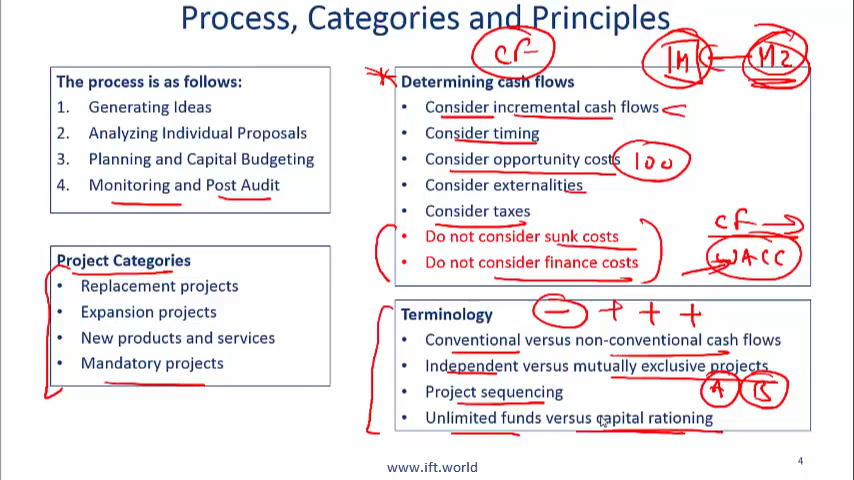 Process, Categories and Principles
CF
1M
M2
The process is as follows:
1. Generating Ideas
2. Analyzing Individual Proposals
3. Planning and Capital Budgeting
4. Monitoring and Post Audit
Project Categories
• Replacement projects
• Expansion projects
• New products and services
• Mandatory projects
Determining cash flows
• Consider incremental cash flows
• Consider timing
• Consider opportunity costs 100
• Consider externalities
• Consider taxes
• Do not consider sunk costs
• Do not consider finance costs
CF
WACC
Terminology − + + +
• Conventional versus non-conventional cash flows
• Independent versus mutually exclusive projects
• Project sequencing A B
• Unlimited funds versus capital rationing
www.ift.world
4